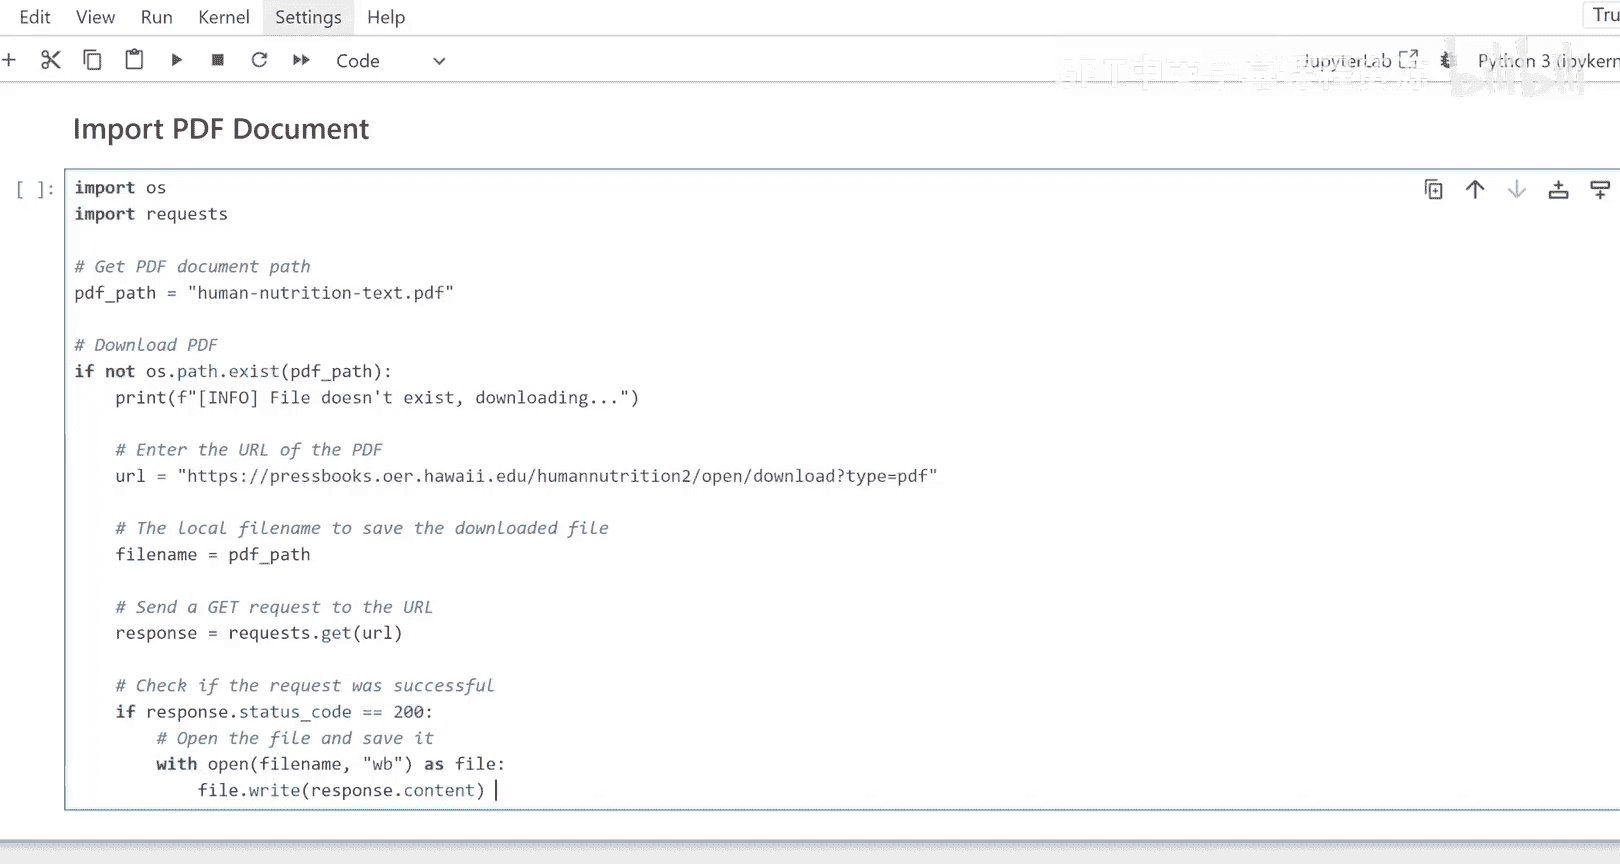 Edit View Run Kernel Settings Help
Code
JupyterLab
Python 3 (ipykern
Import PDF Document
[ ]:
import os
import requests
# Get PDF document path
pdf_path = "human-nutrition-text.pdf"
# Download PDF
if not os.path.exist(pdf_path):
print(f"[INFO] File doesn't exist, downloading...")
# Enter the URL of the PDF
url = "https://pressbooks.oer.hawaii.edu/humannutrition2/open/download?type=pdf"
# The local filename to save the downloaded file
filename = pdf_path
# Send a GET request to the URL
response = requests.get(url)
# Check if the request was successful
if response.status_code == 200:
# Open the file and save it
with open(filename, "wb") as file:
file.write(response.content)